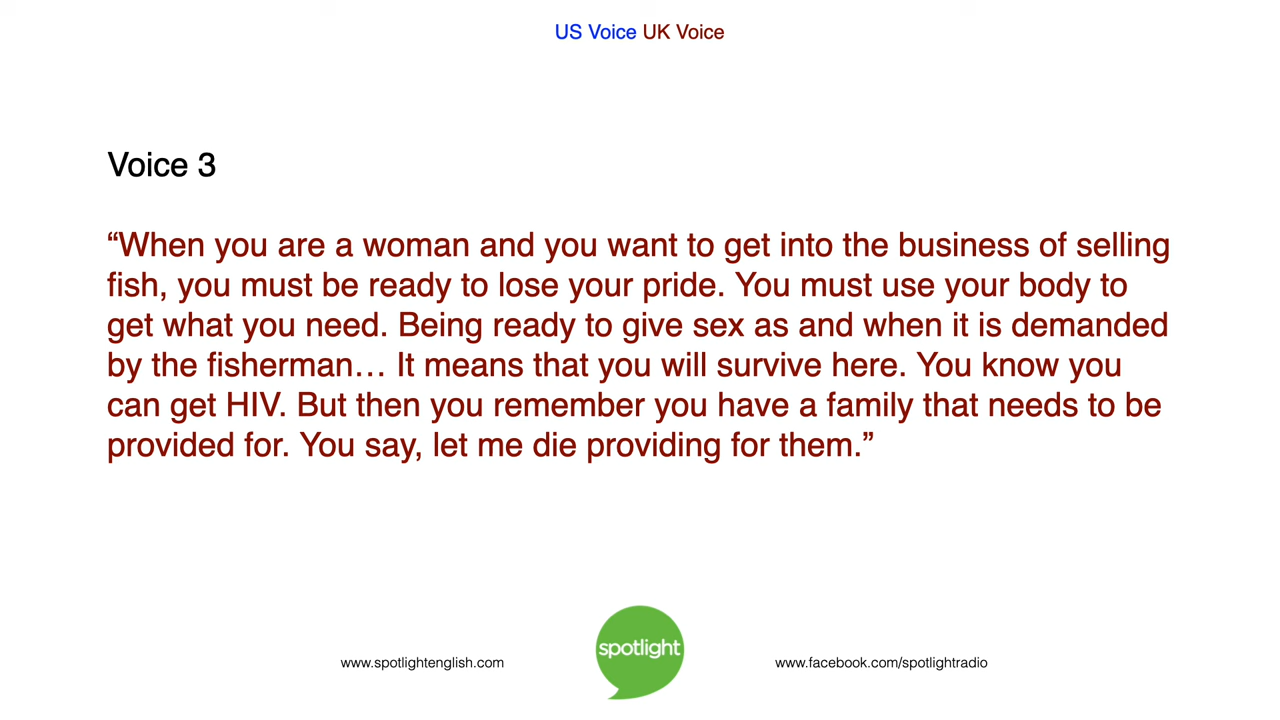 US Voice UK Voice
Voice 3
“When you are a woman and you want to get into the business of selling
fish, you must be ready to lose your pride. You must use your body to
get what you need. Being ready to give sex as and when it is demanded
by the fisherman… It means that you will survive here. You know you
can get HIV. But then you remember you have a family that needs to be
provided for. You say, let me die providing for them.”
spotlight
www.spotlightenglish.com
www.facebook.com/spotlightradio